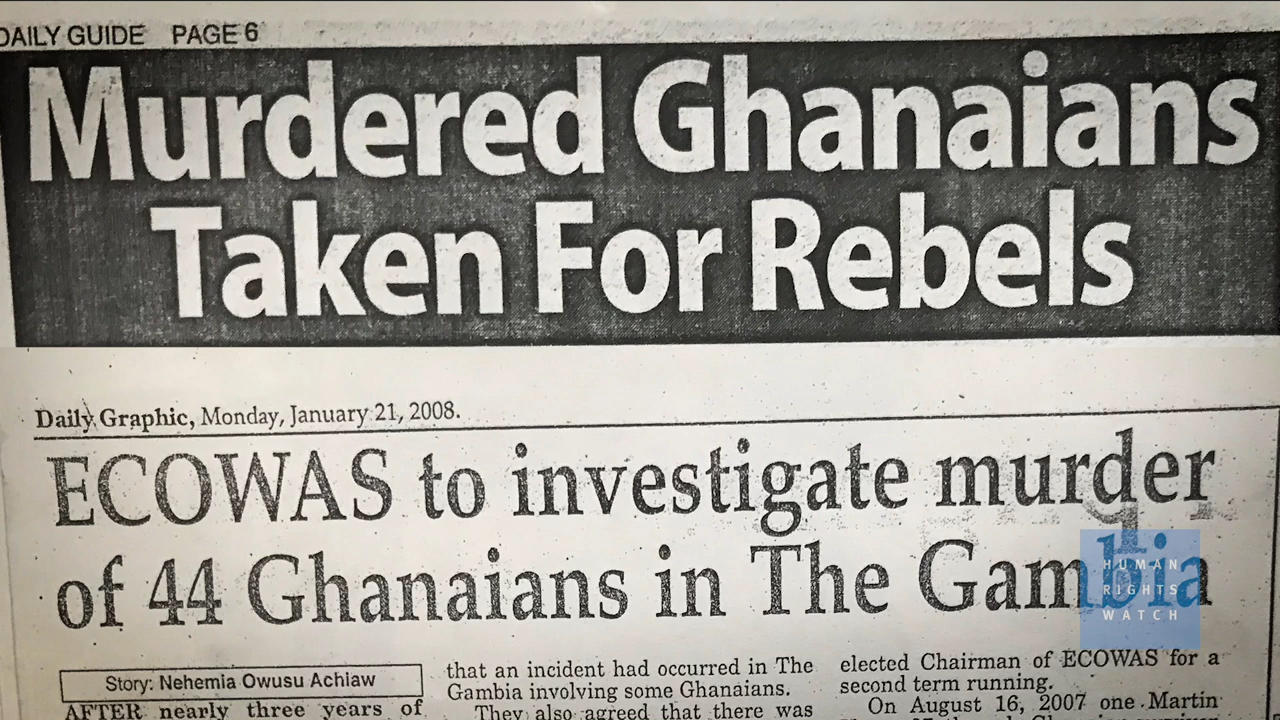 DAILY GUIDE PAGE 6
Murdered Ghanaians
Taken For Rebels
Daily Graphic, Monday, January 21, 2008.
ECOWAS to investigate murder
of 44 Ghanaians in The Gambia
Story: Nehemia Owusu Achiaw
AFTER nearly three years of
that an incident had occurred in The
Gambia involving some Ghanaians.
They also agreed that there was
elected Chairman of ECOWAS for a
second term running.
On August 16, 2007 one Martin
HUMAN
RIGHTS
WATCH